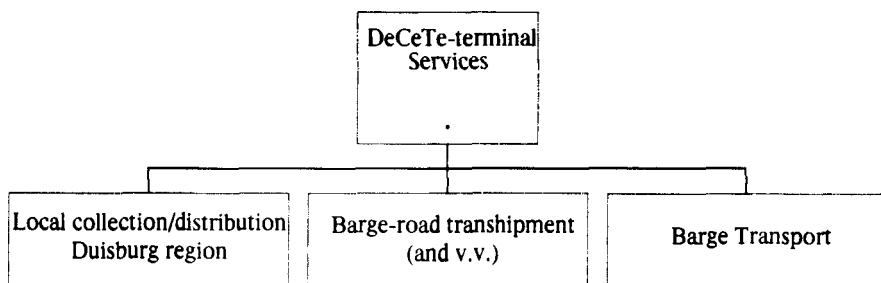 DeCeTe-terminal
Services
Local collection/distribution
Duisburg region
Barge-road transhipment
(and v.v.)
Barge Transport